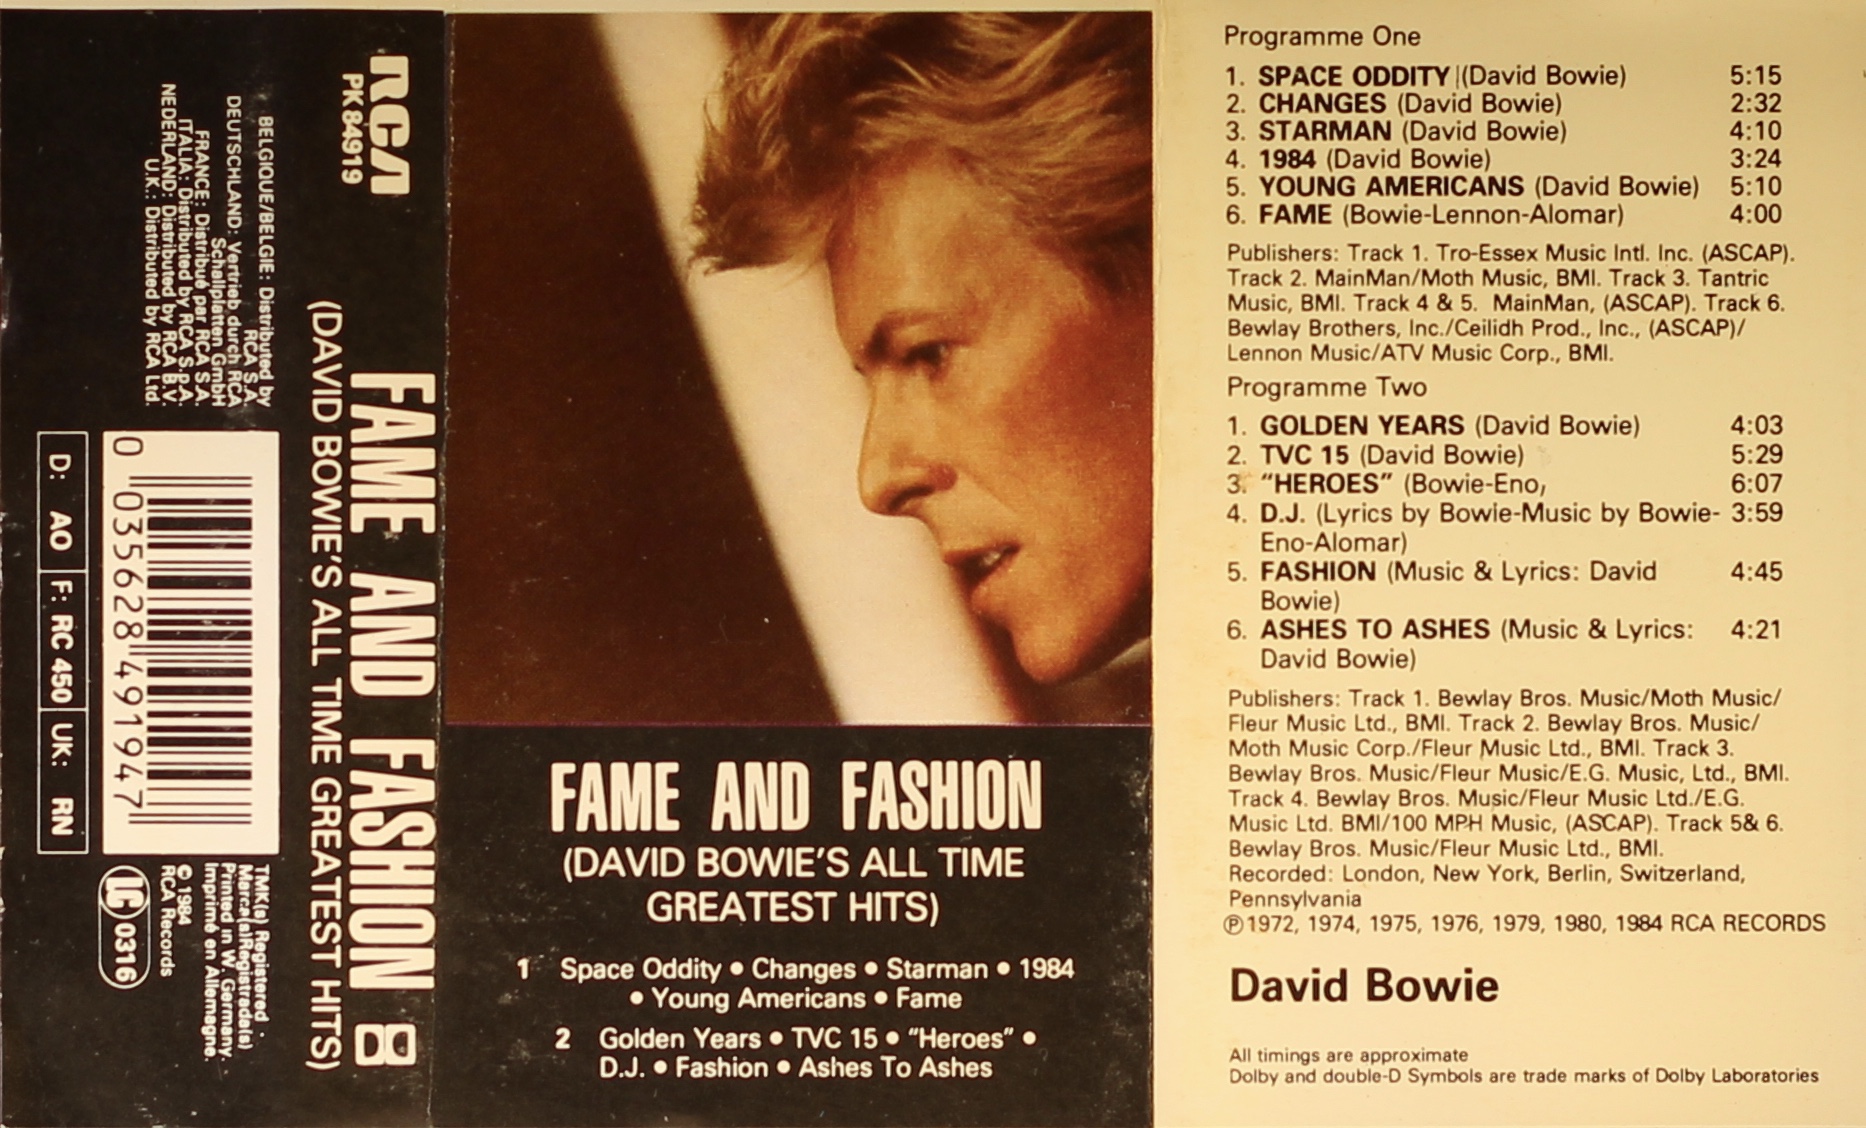 RCA
PK 84919
BELGIQUE/BELGIE: Distributed by
RCA S.A.
DEUTSCHLAND: Vertrieb durch RCA
Schallplatten GmbH
FRANCE: Distribué par RCA S.A.
ITALIA: Distributed by RCA S.p.A.
NEDERLAND: Distributed by RCA B.V.
U.K.: Distributed by RCA Ltd.
FAME AND FASHION
(DAVID BOWIE'S ALL TIME GREATEST HITS)
0 035628 491947
D: AO F: RC 450 UK: RN
TMK(s) Registered ·
Marca(s)Registrada(s)
Printed in W. Germany ·
Imprimé en Allemagne.
© 1984
RCA Records
LC 0316
FAME AND FASHION
(DAVID BOWIE'S ALL TIME
GREATEST HITS)
1 Space Oddity • Changes • Starman • 1984
• Young Americans • Fame
2 Golden Years • TVC 15 • "Heroes" •
D.J. • Fashion • Ashes To Ashes
Programme One
1. SPACE ODDITY (David Bowie) 5:15
2. CHANGES (David Bowie) 2:32
3. STARMAN (David Bowie) 4:10
4. 1984 (David Bowie) 3:24
5. YOUNG AMERICANS (David Bowie) 5:10
6. FAME (Bowie-Lennon-Alomar) 4:00
Publishers: Track 1. Tro-Essex Music Intl. Inc. (ASCAP).
Track 2. MainMan/Moth Music, BMI. Track 3. Tantric
Music, BMI. Track 4 & 5. MainMan, (ASCAP). Track 6.
Bewlay Brothers, Inc./Ceilidh Prod., Inc., (ASCAP)/
Lennon Music/ATV Music Corp., BMI.
Programme Two
1. GOLDEN YEARS (David Bowie) 4:03
2. TVC 15 (David Bowie) 5:29
3. "HEROES" (Bowie-Eno, 6:07
4. D.J. (Lyrics by Bowie-Music by Bowie- 3:59
Eno-Alomar)
5. FASHION (Music & Lyrics: David 4:45
Bowie)
6. ASHES TO ASHES (Music & Lyrics: 4:21
David Bowie)
Publishers: Track 1. Bewlay Bros. Music/Moth Music/
Fleur Music Ltd., BMI. Track 2. Bewlay Bros. Music/
Moth Music Corp./Fleur Music Ltd., BMI. Track 3.
Bewlay Bros. Music/Fleur Music/E.G. Music, Ltd., BMI.
Track 4. Bewlay Bros. Music/Fleur Music Ltd./E.G.
Music Ltd. BMI/100 MPH Music, (ASCAP). Track 5& 6.
Bewlay Bros. Music/Fleur Music Ltd., BMI.
Recorded: London, New York, Berlin, Switzerland,
Pennsylvania
℗1972, 1974, 1975, 1976, 1979, 1980, 1984 RCA RECORDS
David Bowie
All timings are approximate
Dolby and double-D Symbols are trade marks of Dolby Laboratories